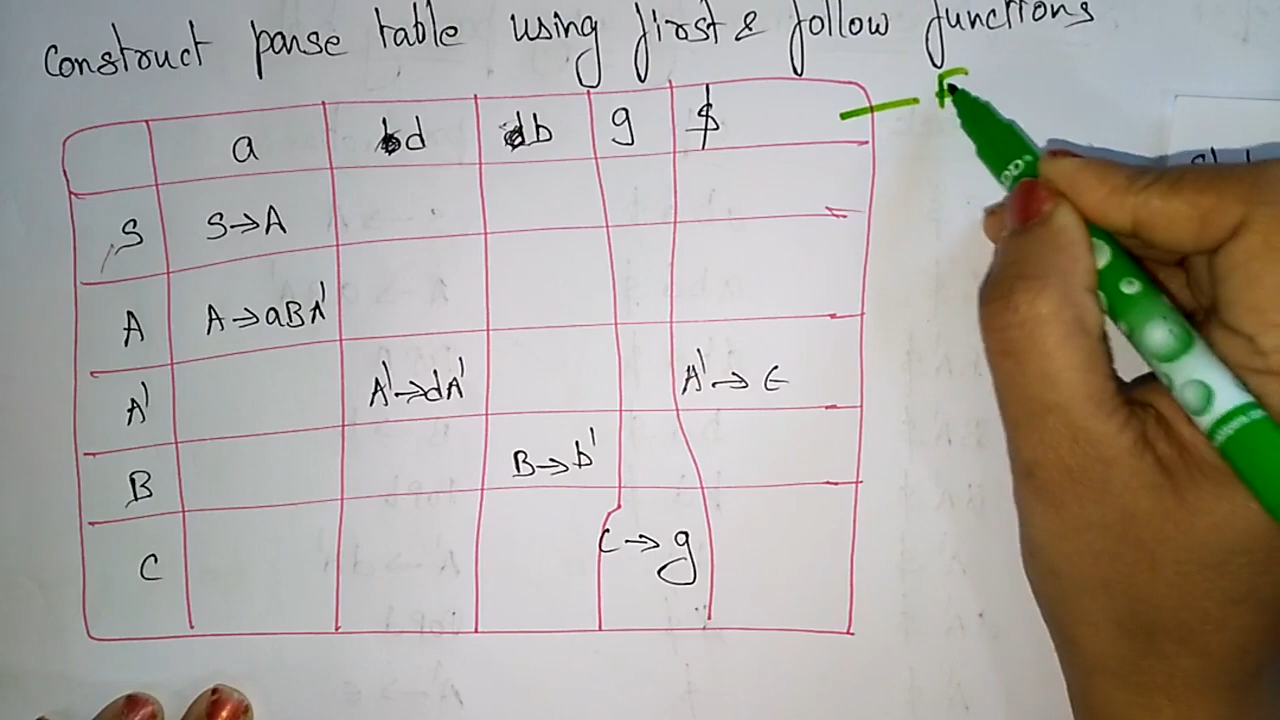 construct parse table using first & follow functions
a d b g $
S S→A
A A→aBA'
A' A'→dA' A'→ε
B B→b'
C C→g